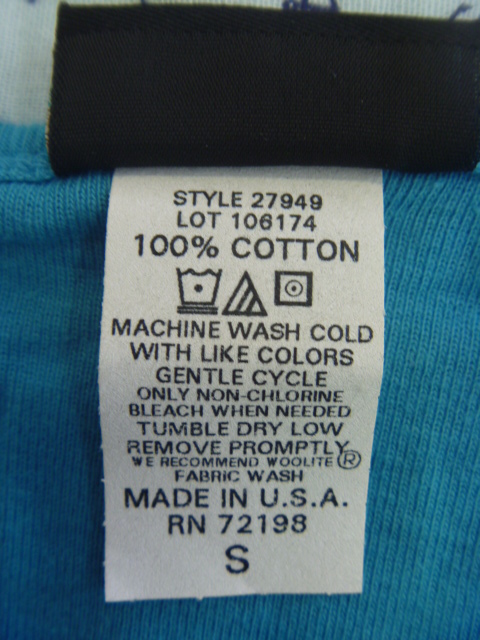 STYLE 27949
LOT 106174
100% COTTON
MACHINE WASH COLD
WITH LIKE COLORS
GENTLE CYCLE
ONLY NON-CHLORINE
BLEACH WHEN NEEDED
TUMBLE DRY LOW
REMOVE PROMPTLY
WE RECOMMEND WOOLITE®
FABRIC WASH
MADE IN U.S.A.
RN 72198
S